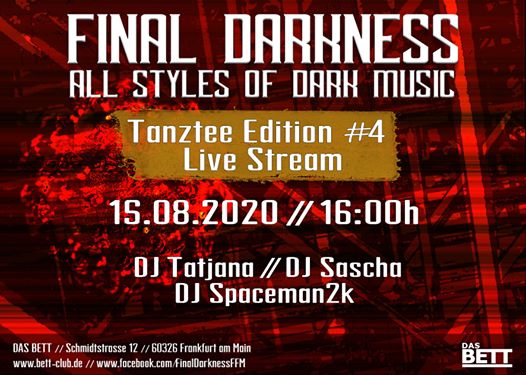 FINAL DARKNESS
ALL STYLES OF DARK MUSIC
Tanztee Edition #4
Live Stream
15.08.2020 // 16:00h
DJ Tatjana // DJ Sascha
DJ Spaceman2k
DAS BETT // Schmidtstrasse 12 // 60326 Frankfurt am Main
www.bett-club.de // www.facebook.com/FinalDarknessFFM
DAS
BETT